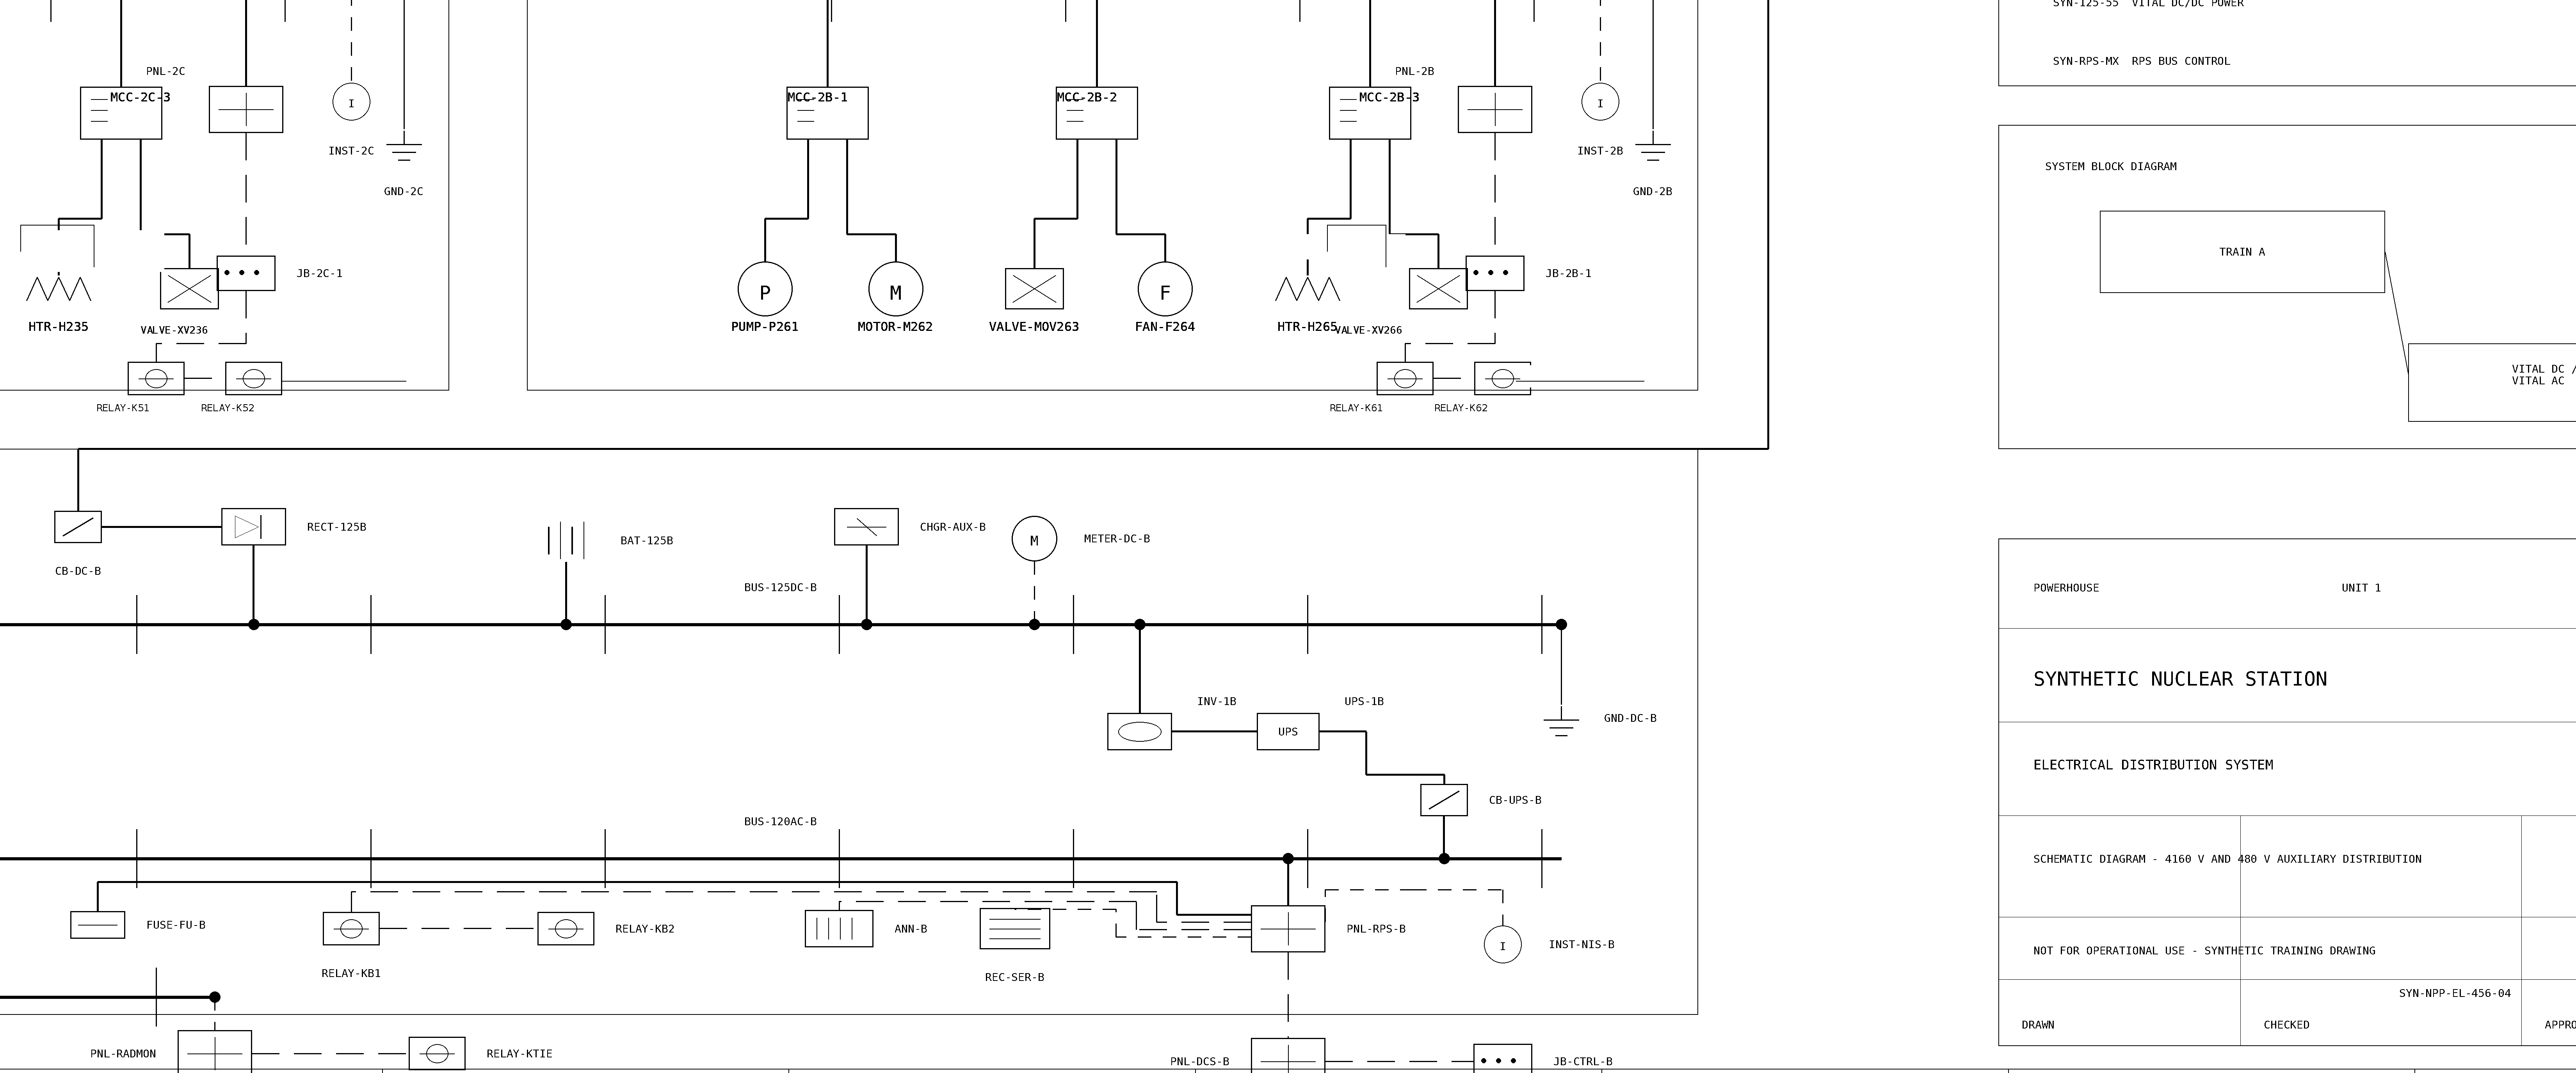 SYN-125-55 VITAL DC/DC POWER
SYN-RPS-MX RPS BUS CONTROL
PNL-2C
MCC-2C-3
I
INST-2C
GND-2C
JB-2C-1
HTR-H235
VALVE-XV236
RELAY-K51
RELAY-K52
MCC-2B-1
MCC-2B-2
PNL-2B
MCC-2B-3
I
INST-2B
GND-2B
JB-2B-1
P
M
F
PUMP-P261
MOTOR-M262
VALVE-MOV263
FAN-F264
HTR-H265
VALVE-XV266
RELAY-K61
RELAY-K62
SYSTEM BLOCK DIAGRAM
TRAIN A
VITAL DC /
VITAL AC
CB-DC-B
RECT-125B
BAT-125B
CHGR-AUX-B
M
METER-DC-B
BUS-125DC-B
INV-1B
UPS
UPS-1B
GND-DC-B
CB-UPS-B
BUS-120AC-B
FUSE-FU-B
RELAY-KB1
RELAY-KB2
ANN-B
REC-SER-B
PNL-RPS-B
I
INST-NIS-B
PNL-RADMON
RELAY-KTIE
PNL-DCS-B
JB-CTRL-B
POWERHOUSE
UNIT 1
SYNTHETIC NUCLEAR STATION
ELECTRICAL DISTRIBUTION SYSTEM
SCHEMATIC DIAGRAM - 4160 V AND 480 V AUXILIARY DISTRIBUTION
NOT FOR OPERATIONAL USE - SYNTHETIC TRAINING DRAWING
SYN-NPP-EL-456-04
DRAWN
CHECKED